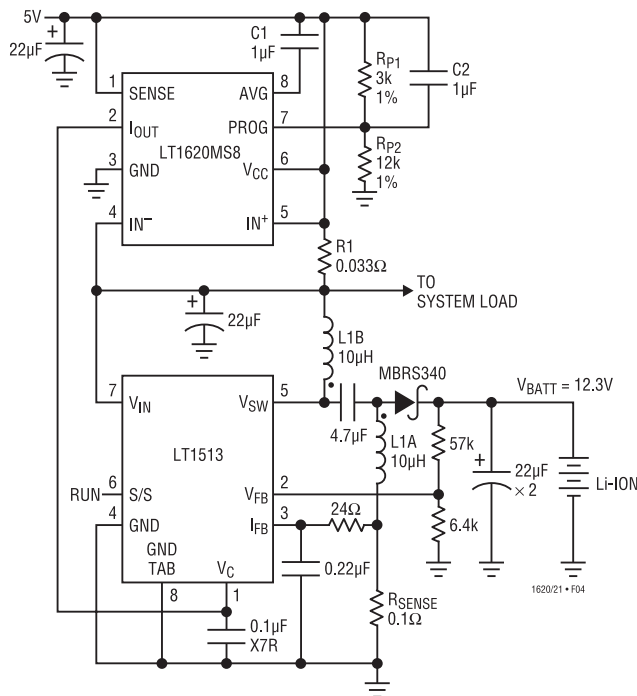 5V
+
22µF
C1
1µF
RP1
3k
1%
C2
1µF
1
SENSE
AVG
8
2
IOUT
PROG
7
LT1620MS8
RP2
12k
1%
3
GND
VCC
6
4
IN−
IN+
5
R1
0.033Ω
TO
SYSTEM LOAD
+
22µF
L1B
10µH
MBRS340
VBATT = 12.3V
7
VIN
VSW
5
4.7µF
L1A
10µH
57k
LT1513
+
22µF
× 2
Li-ION
RUN
6
S/S
VFB
2
4
GND
IFB
3
24Ω
6.4k
GND
TAB
VC
0.22µF
8
1
RSENSE
0.1Ω
0.1µF
X7R
1620/21 • F04